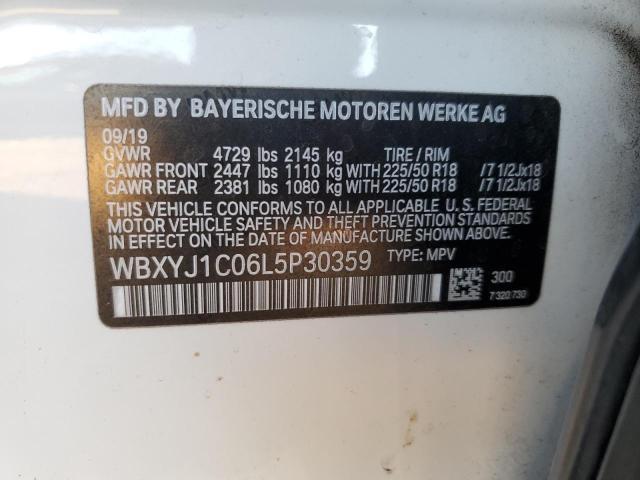 MFD BY BAYERISCHE MOTOREN WERKE AG
09/19
GVWR 4729 lbs 2145 kg TIRE / RIM
GAWR FRONT 2447 lbs 1110 kg WITH 225/50 R18 /7 1/2Jx18
GAWR REAR 2381 lbs 1080 kg WITH 225/50 R18 /7 1/2Jx18
THIS VEHICLE CONFORMS TO ALL APPLICABLE U. S. FEDERAL
MOTOR VEHICLE SAFETY, BUMPER, AND THEFT PREVENTION
STANDARDS IN EFFECT ON THE DATE OF MANUFACTURE SHOWN ABOVE.
WBXYJ1C06L5P30359 TYPE: MPV
300
7 320 730